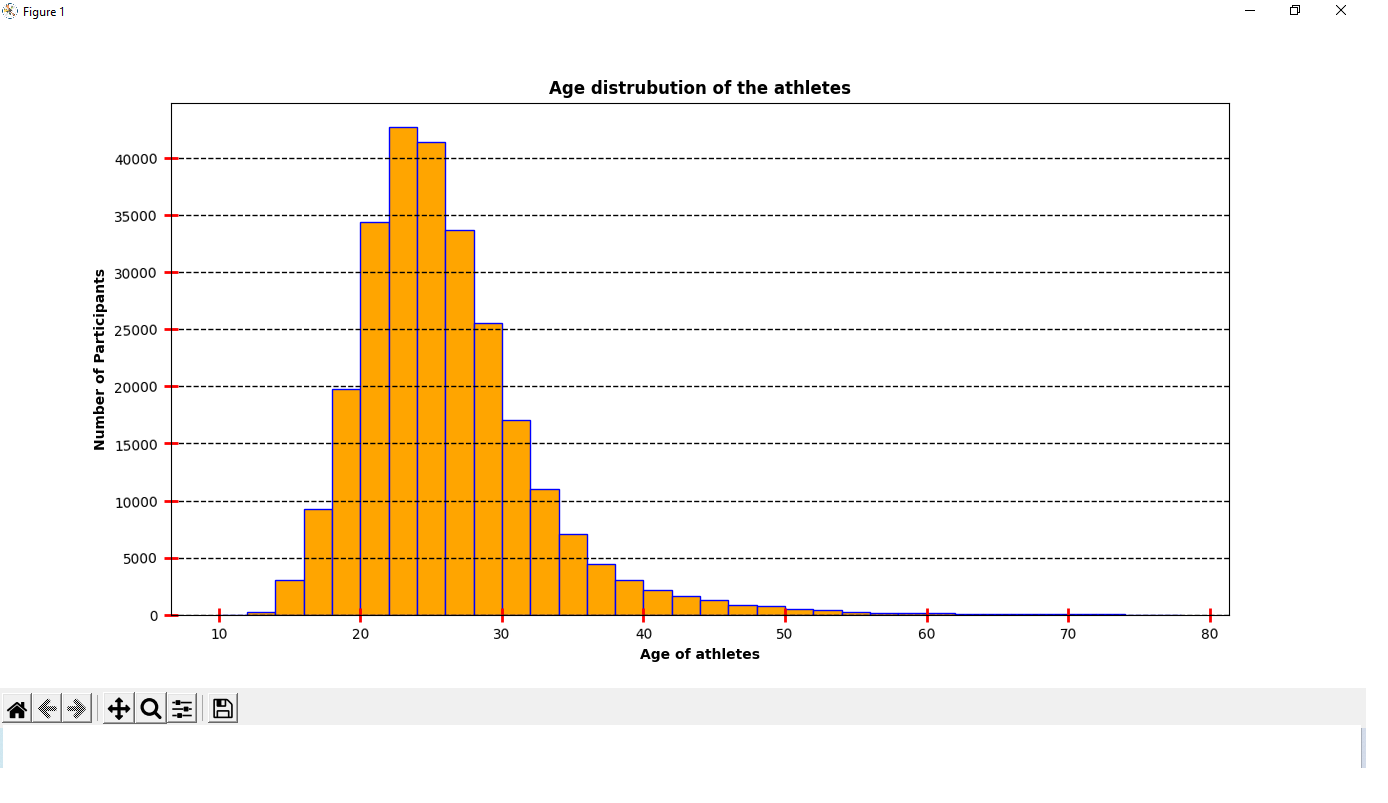 Figure 1
Age distrubution of the athletes
Number of Participants
40000
35000
30000
25000
20000
15000
10000
5000
0
10 20 30 40 50 60 70 80
Age of athletes